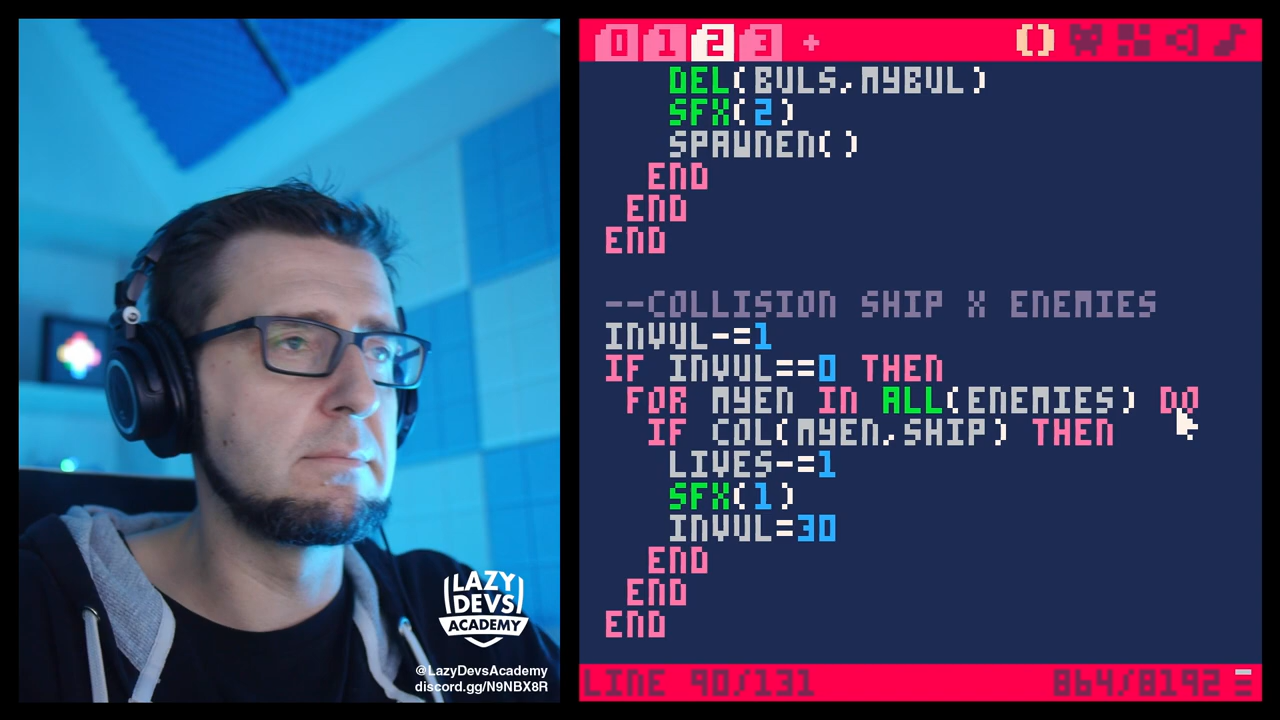 0 1 2 3 +
DEL(BULS,MYBUL)
SFX(2)
SPAWNEN()
END
END
END
--COLLISION SHIP X ENEMIES
INVUL-=1
IF INVUL==0 THEN
FOR MYEN IN ALL(ENEMIES) DO
IF COL(MYEN,SHIP) THEN
LIVES-=1
SFX(1)
INVUL=30
END
END
END
LINE 90/131
864/8192
LAZY
DEVS
ACADEMY
@LazyDevsAcademy
discord.gg/N9NBX8R